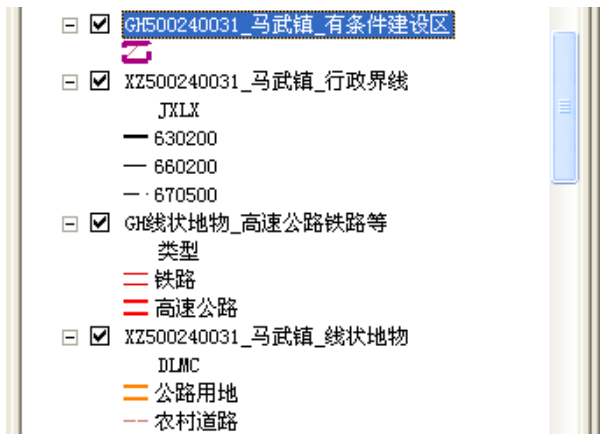 GH500240031_马武镇_有条件建设区
XZ500240031_马武镇_行政界线
JXLX
630200
660200
670500
GH线状地物_高速公路铁路等
类型
铁路
高速公路
XZ500240031_马武镇_线状地物
DLMC
公路用地
农村道路